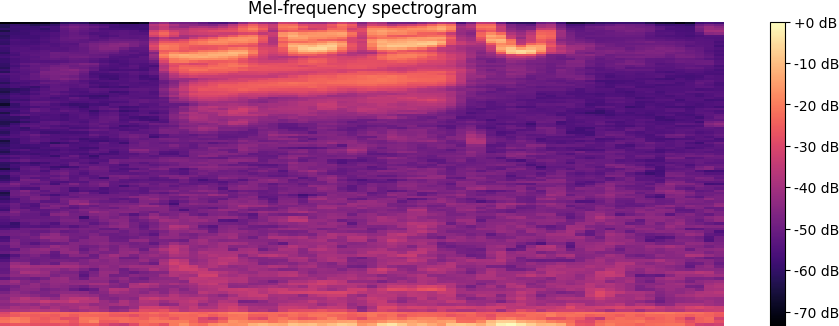 Mel-frequency spectrogram
+0 dB
-10 dB
-20 dB
-30 dB
-40 dB
-50 dB
-60 dB
-70 dB